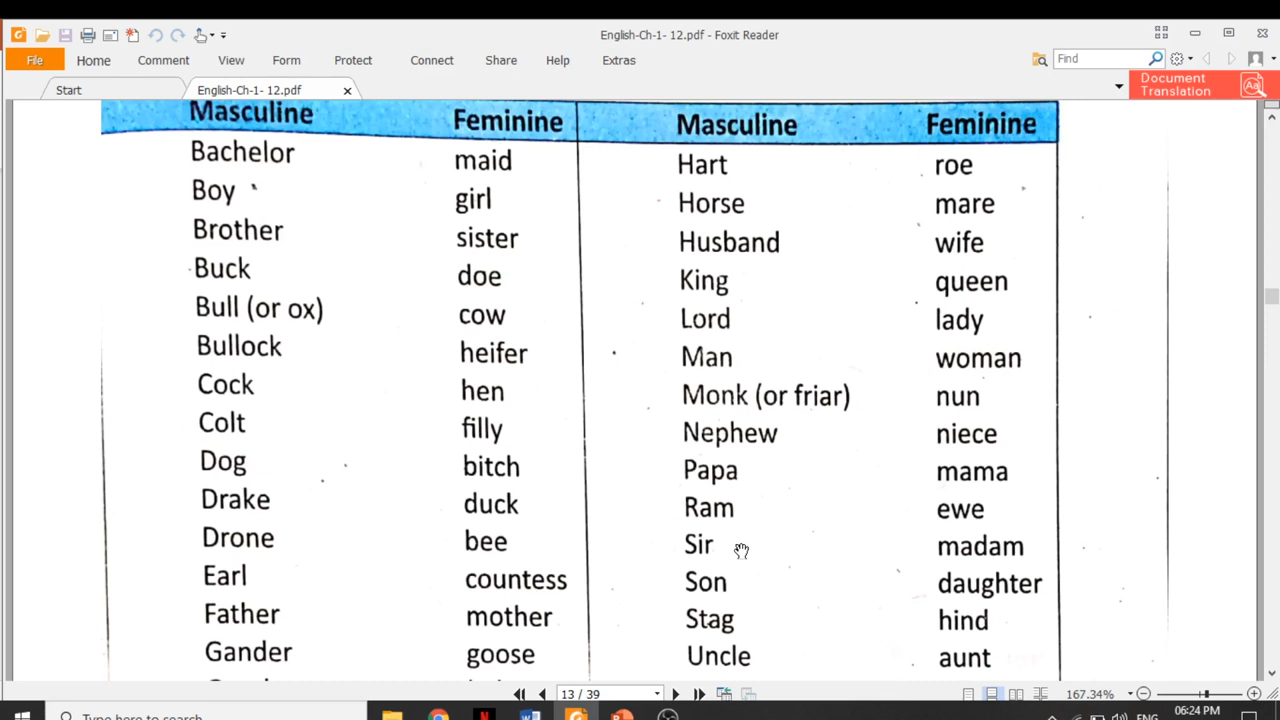 English-Ch-1- 12.pdf - Foxit Reader
File Home Comment View Form Protect Connect Share Help Extras Find
Start English-Ch-1- 12.pdf Document Translation
Masculine Feminine Masculine Feminine
Bachelor maid Hart roe
Boy girl Horse mare
Brother sister Husband wife
Buck doe King queen
Bull (or ox) cow Lord lady
Bullock heifer Man woman
Cock hen Monk (or friar) nun
Colt filly Nephew niece
Dog bitch Papa mama
Drake duck Ram ewe
Drone bee Sir madam
Earl countess Son daughter
Father mother Stag hind
Gander goose Uncle aunt
13 / 39 167.34%
Type here to search ENG 06:24 PM